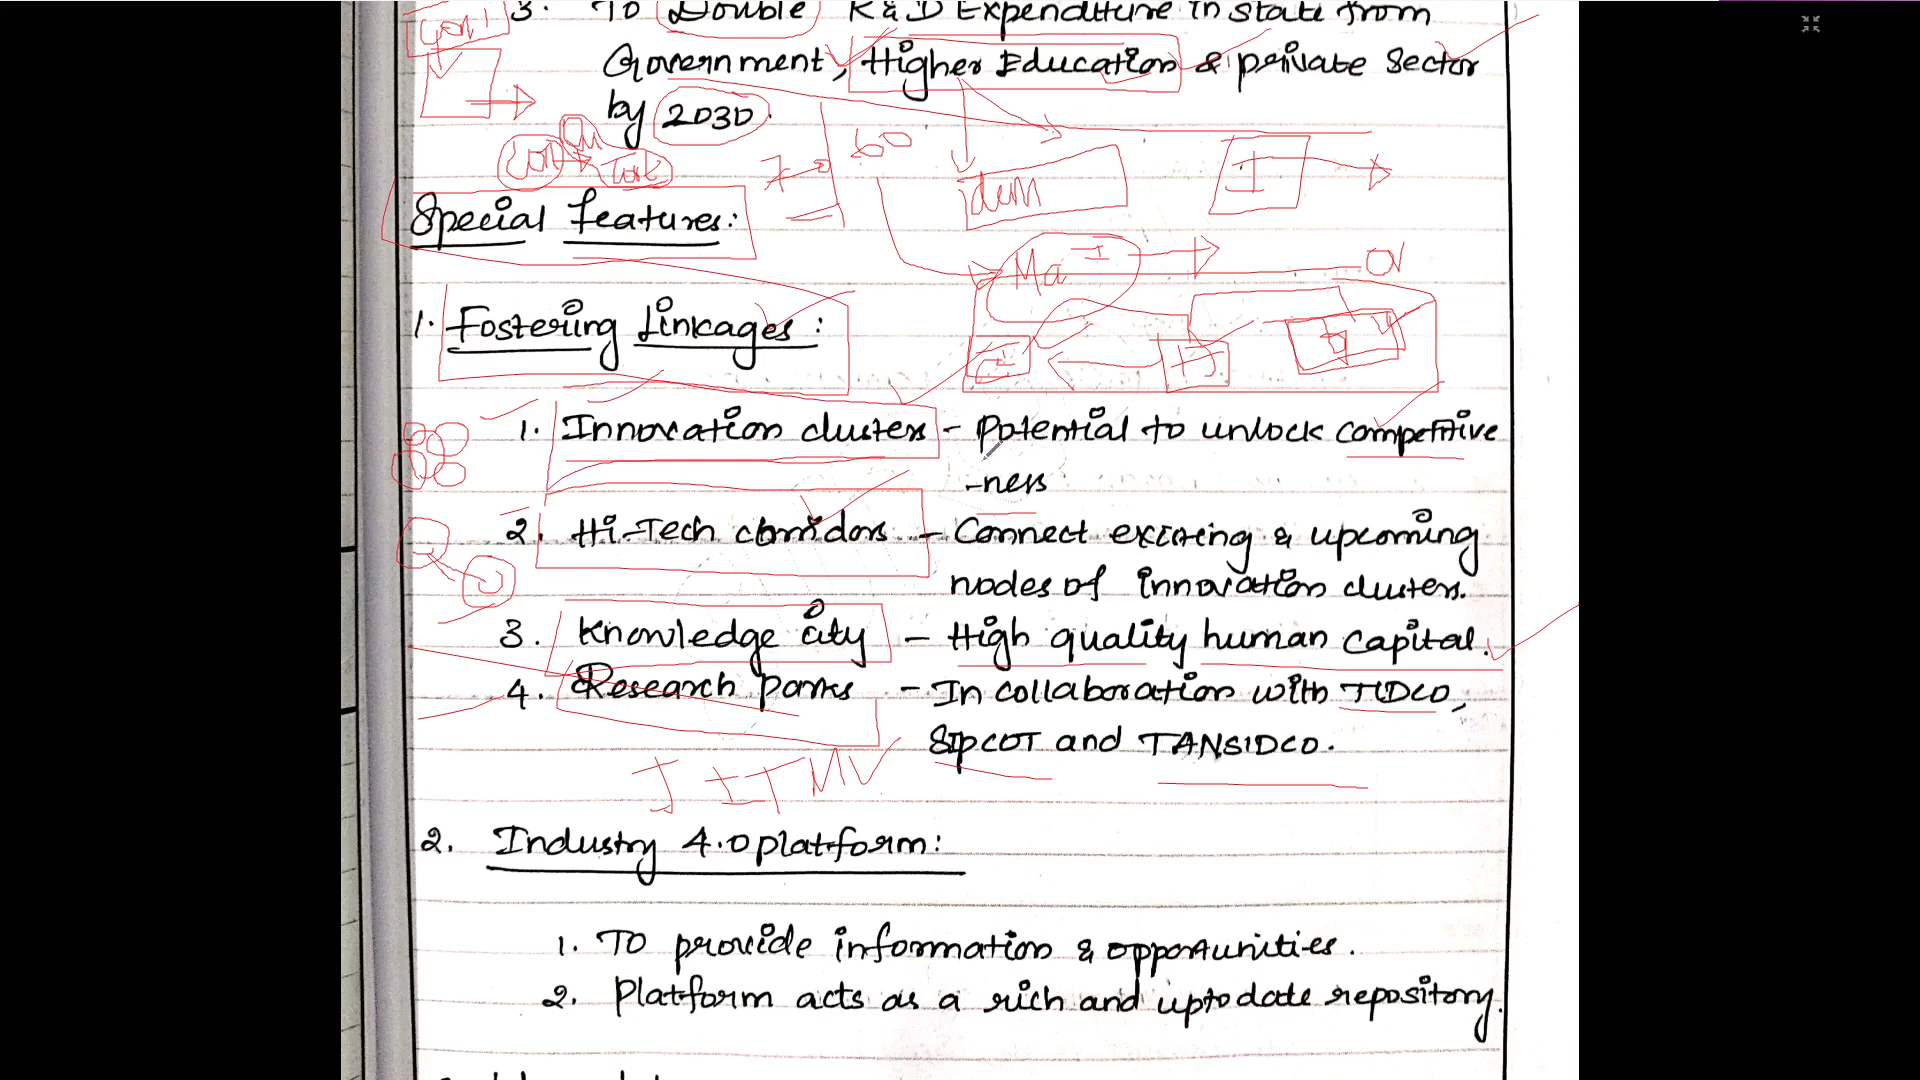 3. To Double R&D Expenditure in state from
Government, Higher Education & private Sector
by 2030.
Special features:
1. Fostering Linkages:
1. Innovation clusters - Potential to unlock competitive
-ness
2. Hi-Tech corridors - Connect existing & upcoming
nodes of innovation clusters.
3. Knowledge city - High quality human capital.
4. Research parks - In collaboration with TIDCO,
SIPCOT and TANSIDCO.
IITM
2. Industry 4.0 platform:
1. To provide information & opportunities.
2. Platform acts as a rich and upto date repository.